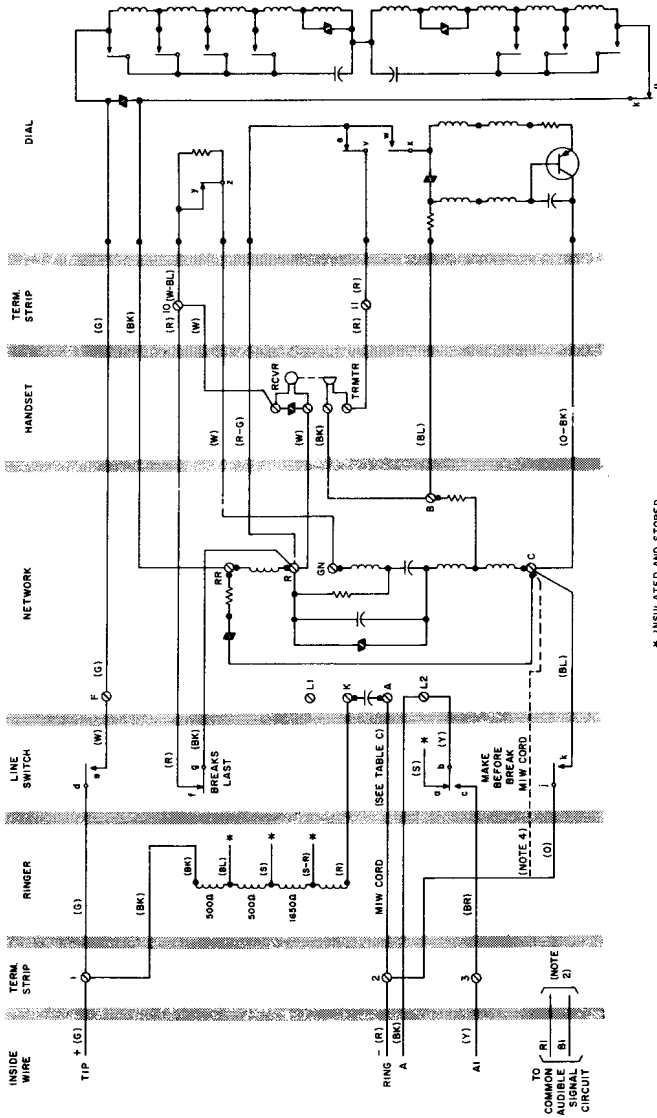 INSIDE
WIRE
TERM.
STRIP
RINGER
LINE
SWITCH
NETWORK
HANDSET
TERM.
STRIP
DIAL
TIP
+ (G)
1
(G)
d
e
(W)
F
(G)
(G)
(BK)
(BK)
(BK)
500Ω
(BL)
*
500Ω
(S)
*
1650Ω
(S-R)
*
(R)
(R)
f
g
(BK)
BREAKS
LAST
RR
R
GN
L1
K
A
L2
B
C
(R)
10
(W-BL)
(W)
(W)
(R-G)
RCVR
(W)
(BK)
TRMTR
(R)
11
(R)
(BL)
(O-BK)
y
z
v
w
x
k
RING
- (R)
2
MIW CORD
(SEE TABLE C)
A
(BK)
A1
(Y)
3
(BR)
(S)
*
a
b
c
(Y)
MAKE
BEFORE
BREAK
MIW CORD
(NOTE 4)
(O)
j
k
(BL)
TO
COMMON
AUDIBLE
SIGNAL
CIRCUIT
R1
B1
(NOTE
2)
* INSULATED AND STORED